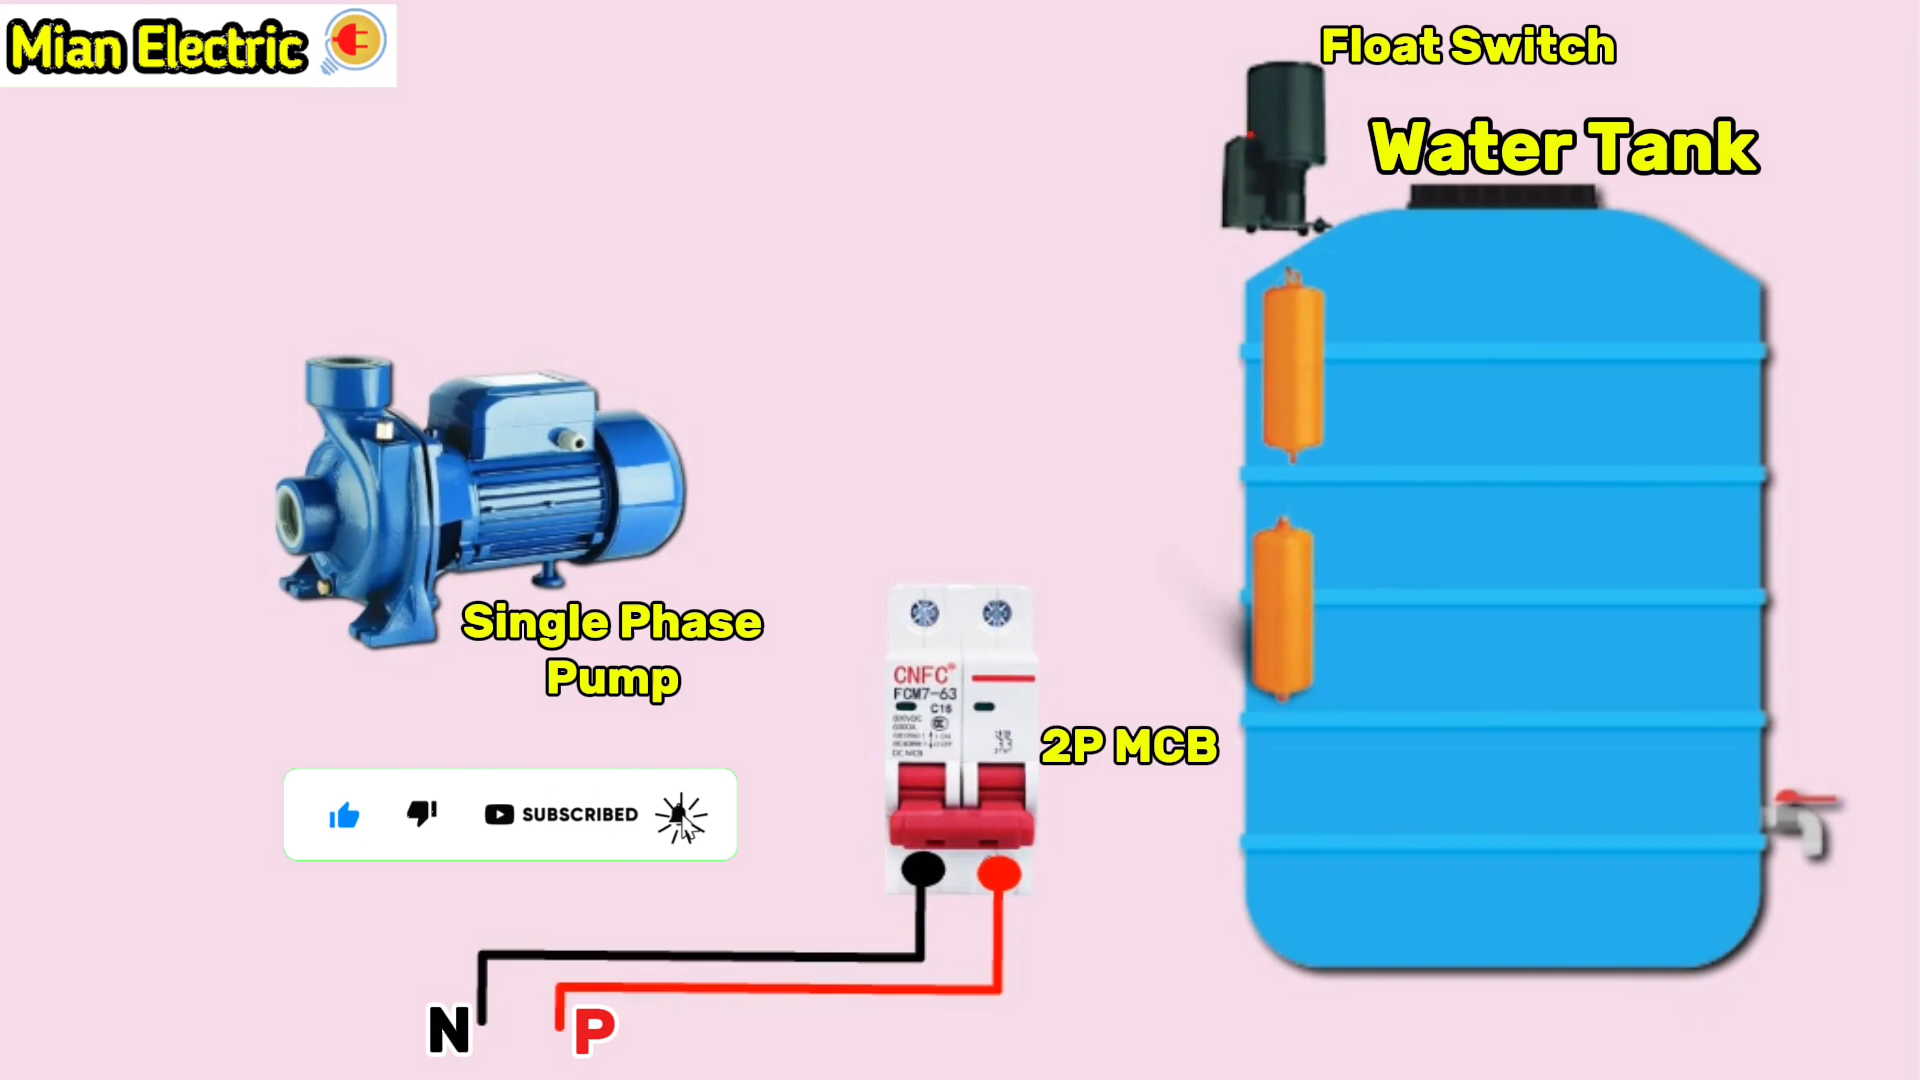 Mian Electric
Float Switch
Water Tank
Single Phase
Pump
CNFC®
FCM7-63
C16
2P MCB
SUBSCRIBED
N
P